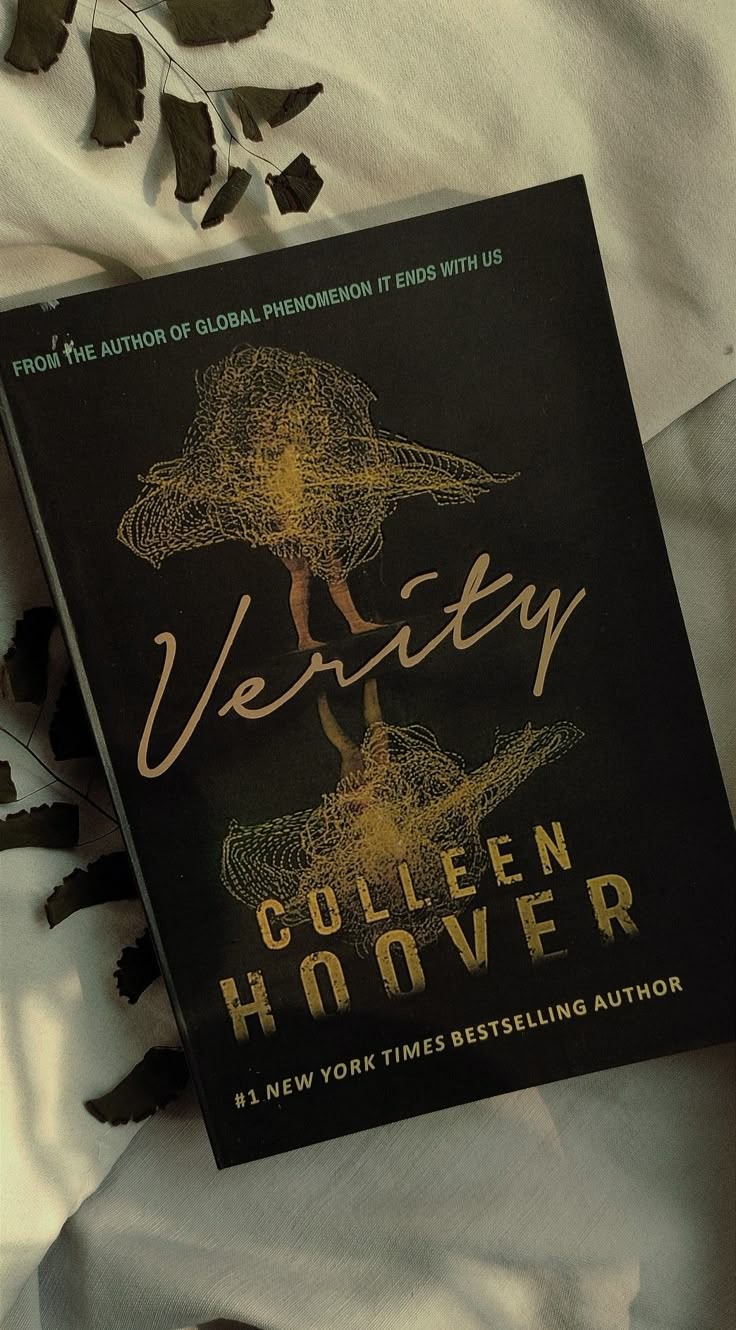 FROM THE AUTHOR OF GLOBAL PHENOMENON IT ENDS WITH US
Verity
COLLEEN
HOOVER
#1 NEW YORK TIMES BESTSELLING AUTHOR